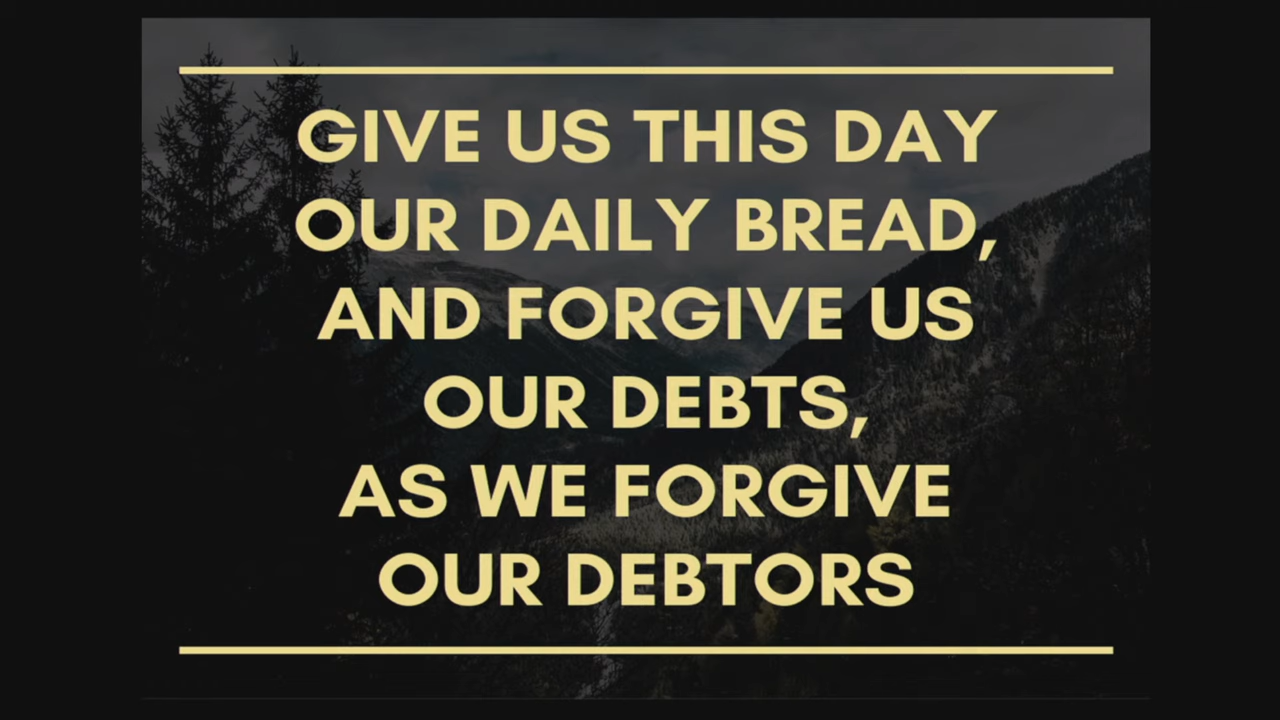 GIVE US THIS DAY
OUR DAILY BREAD,
AND FORGIVE US
OUR DEBTS,
AS WE FORGIVE
OUR DEBTORS